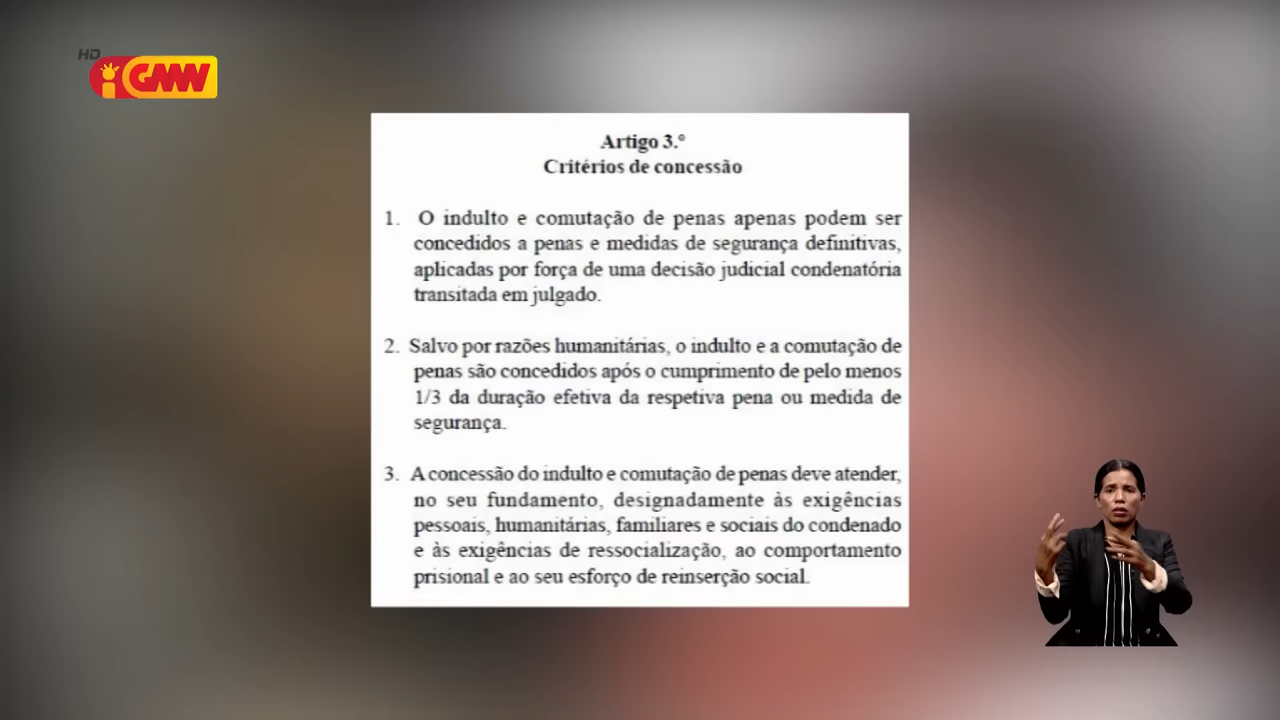 HD
GMN
Artigo 3.º
Critérios de concessão
1. O indulto e comutação de penas apenas podem ser
concedidos a penas e medidas de segurança definitivas,
aplicadas por força de uma decisão judicial condenatória
transitada em julgado.
2. Salvo por razões humanitárias, o indulto e a comutação de
penas são concedidos após o cumprimento de pelo menos
1/3 da duração efetiva da respetiva pena ou medida de
segurança.
3. A concessão do indulto e comutação de penas deve atender,
no seu fundamento, designadamente às exigências
pessoais, humanitárias, familiares e sociais do condenado
e às exigências de ressocialização, ao comportamento
prisional e ao seu esforço de reinserção social.